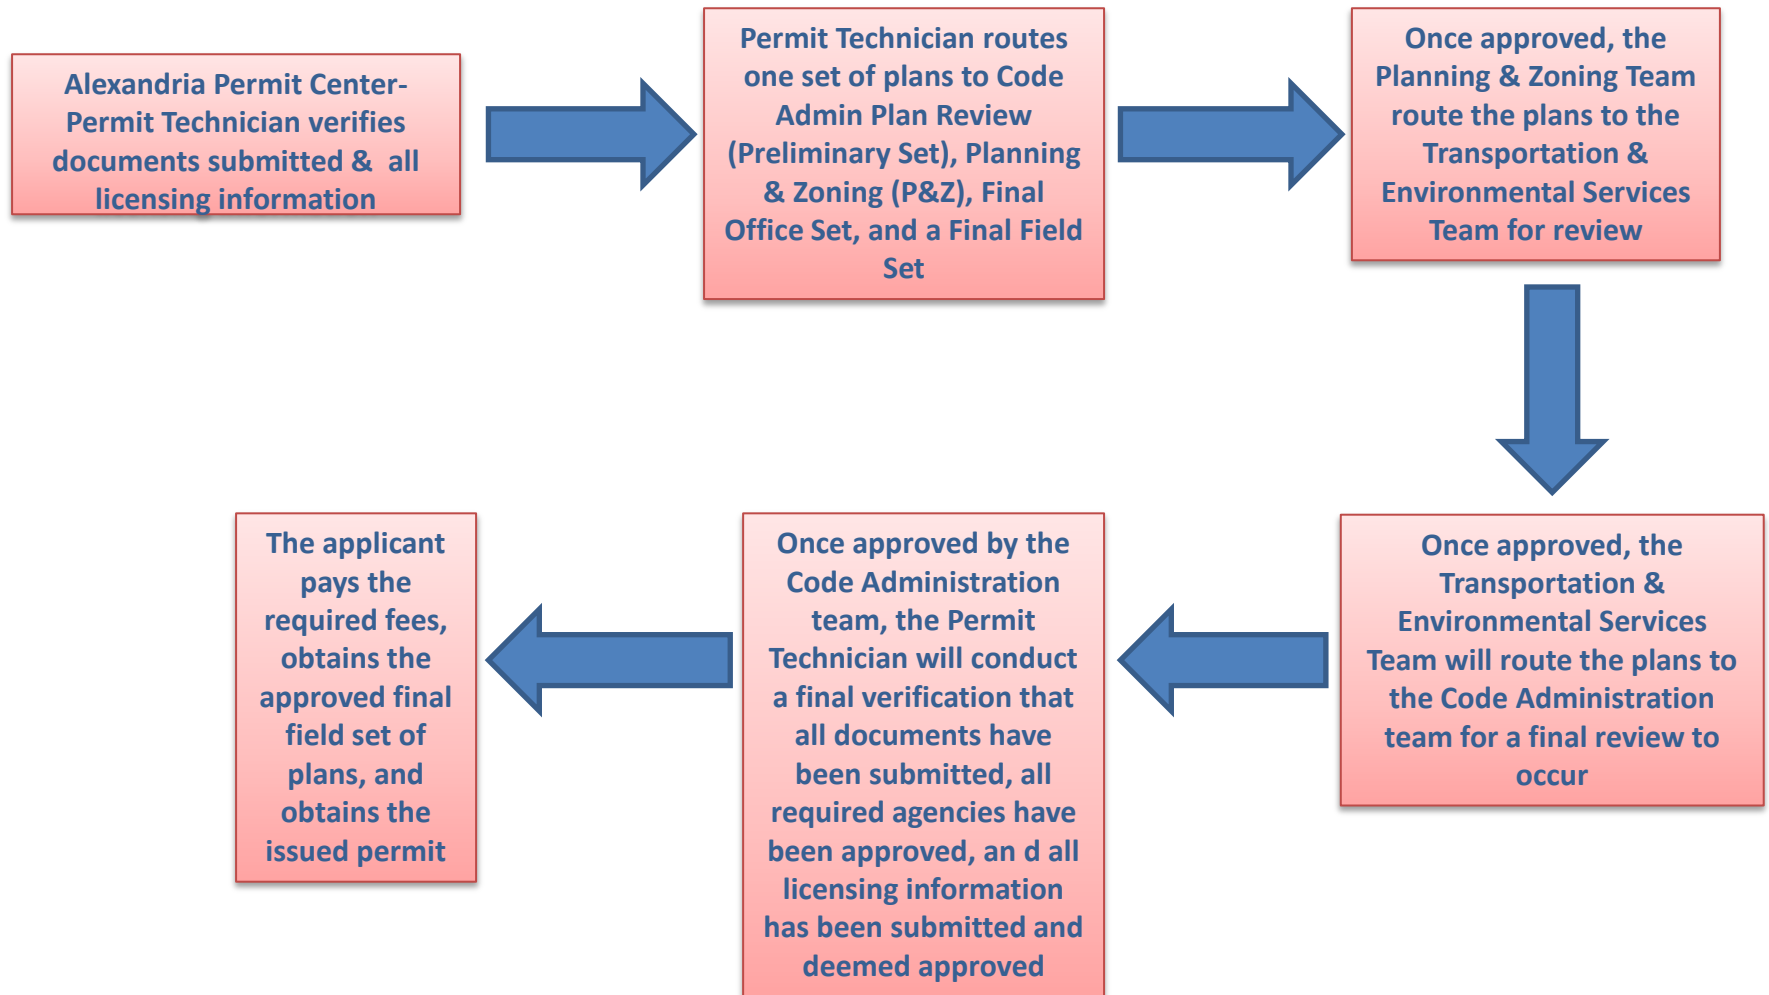 Alexandria Permit Center-
Permit Technician verifies
documents submitted &  all
licensing information
Permit Technician routes
one set of plans to Code
Admin Plan Review
(Preliminary Set), Planning
& Zoning (P&Z), Final
Office Set, and a Final Field
Set
Once approved, the
Planning & Zoning Team
route the plans to the
Transportation &
Environmental Services
Team for review
Once approved, the
Transportation &
Environmental Services
Team will route the plans to
the Code Administration
team for a final review to
occur
Once approved by the
Code Administration
team, the Permit
Technician will conduct
a final verification that
all documents have
been submitted, all
required agencies have
been approved, an d all
licensing information
has been submitted and
deemed approved
The applicant
pays the
required fees,
obtains the
approved final
field set of
plans, and
obtains the
issued permit